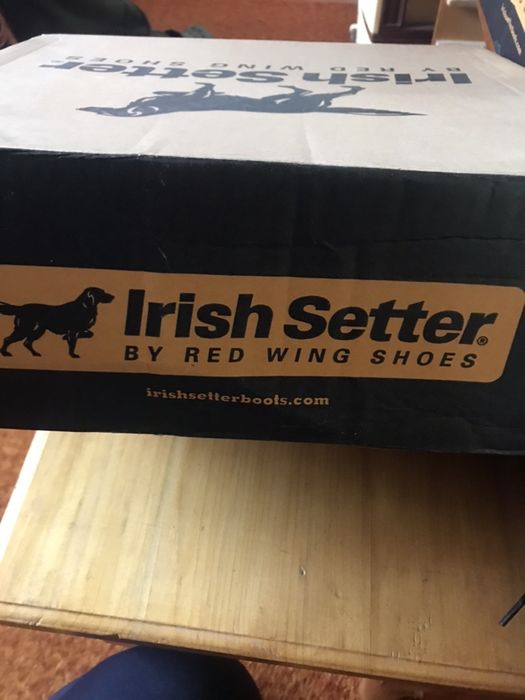 Irish Setter
BY RED WING SHOES
Irish Setter®
BY RED WING SHOES
irishsetterboots.com